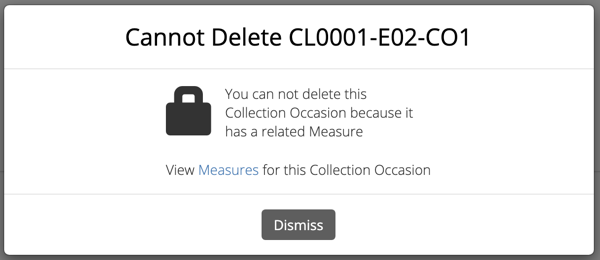 Cannot Delete CL0001-E02-CO1
You can not delete this
Collection Occasion because it
has a related Measure
View Measures for this Collection Occasion
Dismiss